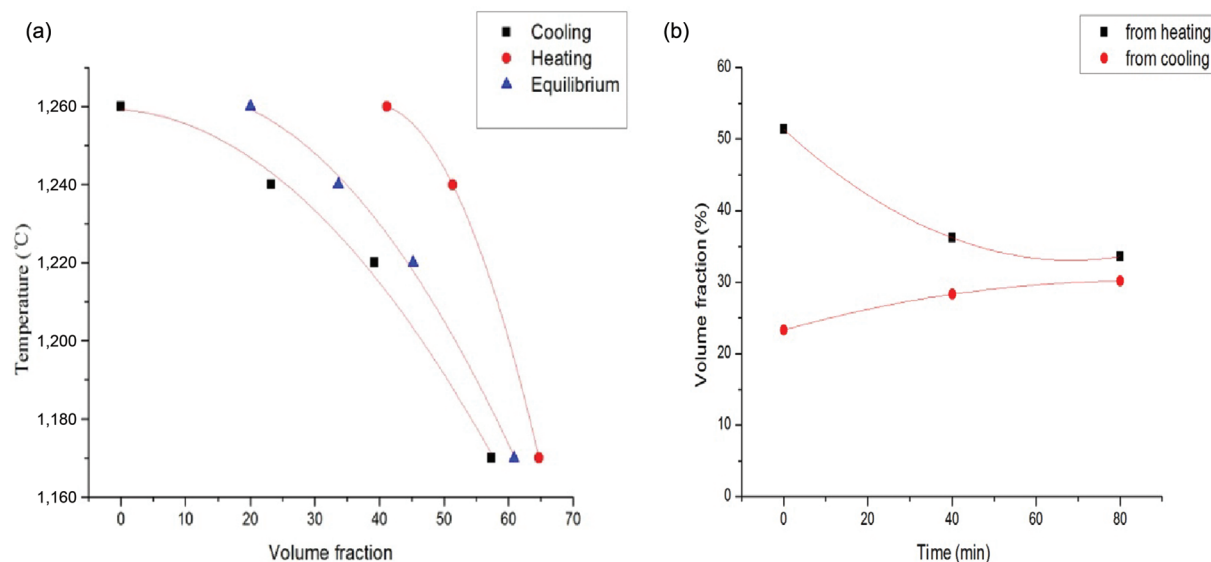 (a)
Cooling
Heating
Equilibrium
1,260
1,240
1,220
1,200
1,180
1,160
Temperature (℃)
0 10 20 30 40 50 60 70
Volume fraction
(b)
from heating
from cooling
60
50
40
30
20
10
0
Volume fraction (%)
0 20 40 60 80
Time (min)